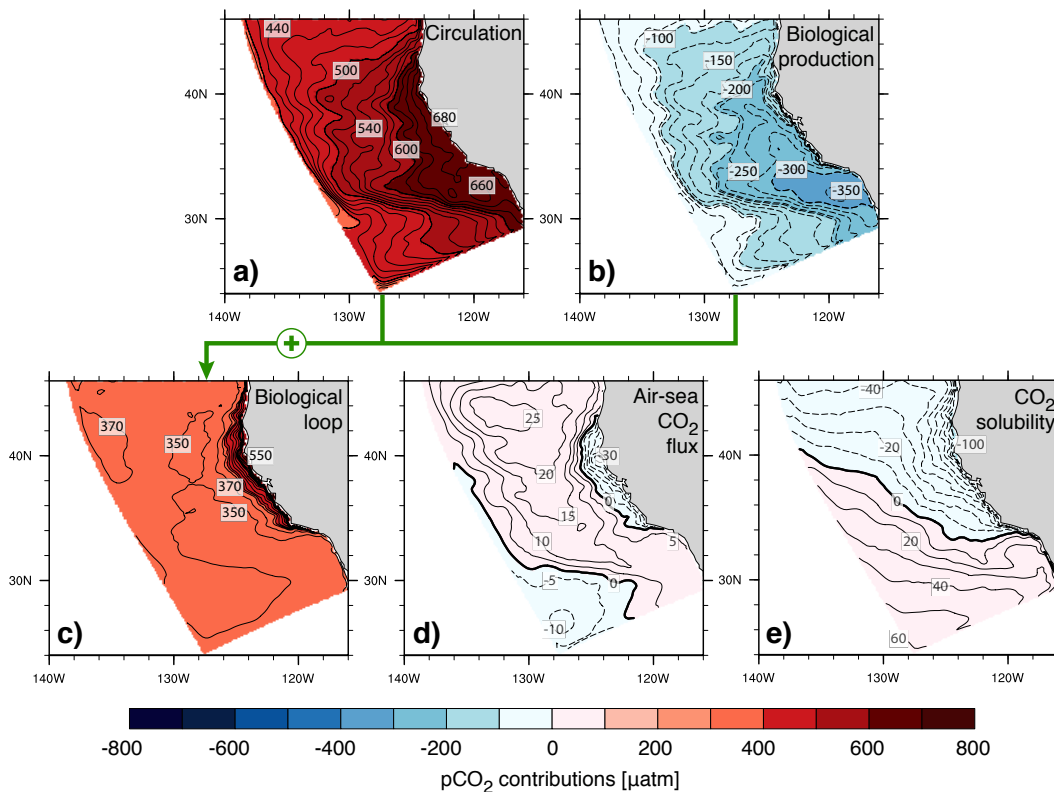 440
Circulation
500
540
680
600
660
40N
30N
a)
140W
130W
120W
-100
Biological
production
-150
-200
-250
-300
-350
40N
30N
b)
140W
130W
120W
+
Biological
loop
370
350
550
370
350
40N
30N
c)
140W
130W
120W
Air-sea
CO2
flux
25
-30
20
0
15
10
5
-5
0
-10
40N
30N
d)
140W
130W
120W
-40
CO2
solubility
-20
-100
0
20
40
60
40N
30N
e)
140W
130W
120W
-800
-600
-400
-200
0
200
400
600
800
pCO2 contributions [µatm]